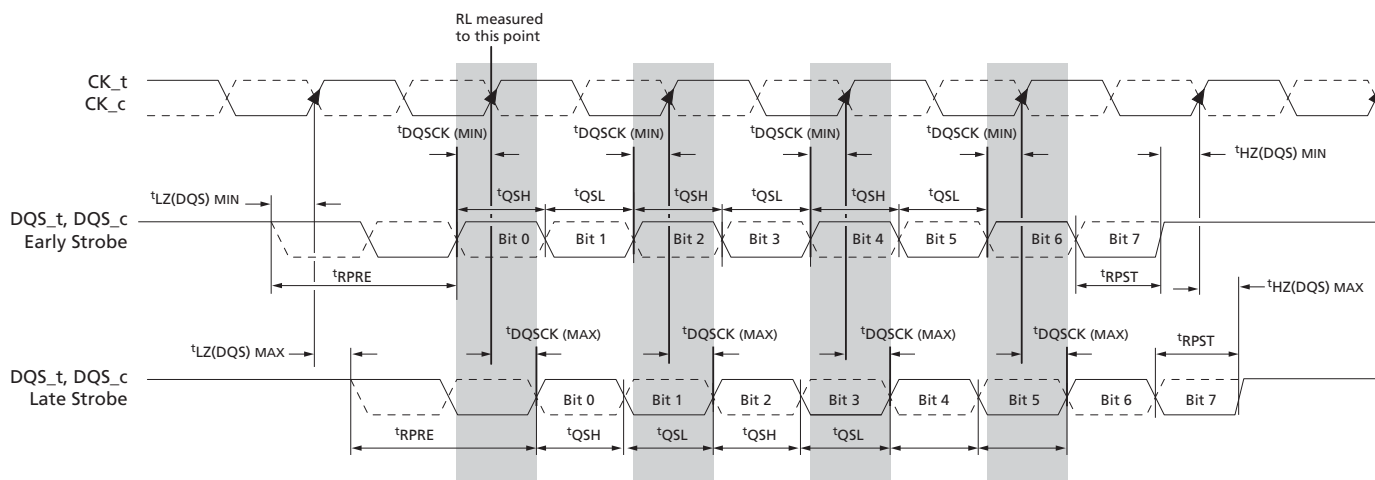 RL measured
to this point
CK_t
CK_c
tDQSCK (MIN) tDQSCK (MIN) tDQSCK (MIN) tDQSCK (MIN)
tHZ(DQS) MIN
tLZ(DQS) MIN
tQSH tQSL tQSH tQSL tQSH tQSL
DQS_t, DQS_c
Early Strobe
Bit 0 Bit 1 Bit 2 Bit 3 Bit 4 Bit 5 Bit 6 Bit 7
tRPRE
tRPST
tHZ(DQS) MAX
tDQSCK (MAX) tDQSCK (MAX) tDQSCK (MAX) tDQSCK (MAX)
tRPST
tLZ(DQS) MAX
DQS_t, DQS_c
Late Strobe
Bit 0 Bit 1 Bit 2 Bit 3 Bit 4 Bit 5 Bit 6 Bit 7
tRPRE
tQSH tQSL tQSH tQSL